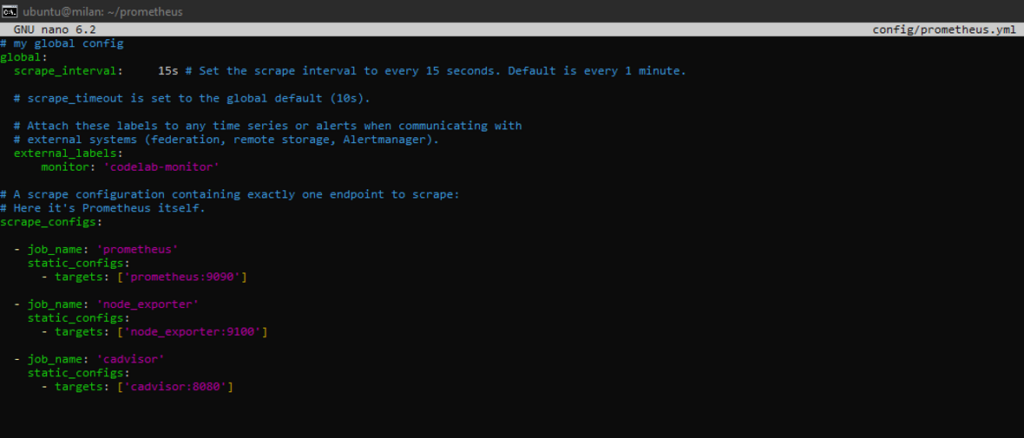 ubuntu@milan: ~/prometheus
GNU nano 6.2 config/prometheus.yml
# my global config
global:
  scrape_interval:     15s # Set the scrape interval to every 15 seconds. Default is every 1 minute.

  # scrape_timeout is set to the global default (10s).

  # Attach these labels to any time series or alerts when communicating with
  # external systems (federation, remote storage, Alertmanager).
  external_labels:
      monitor: 'codelab-monitor'

# A scrape configuration containing exactly one endpoint to scrape:
# Here it's Prometheus itself.
scrape_configs:

  - job_name: 'prometheus'
    static_configs:
      - targets: ['prometheus:9090']

  - job_name: 'node_exporter'
    static_configs:
      - targets: ['node_exporter:9100']

  - job_name: 'cadvisor'
    static_configs:
      - targets: ['cadvisor:8080']